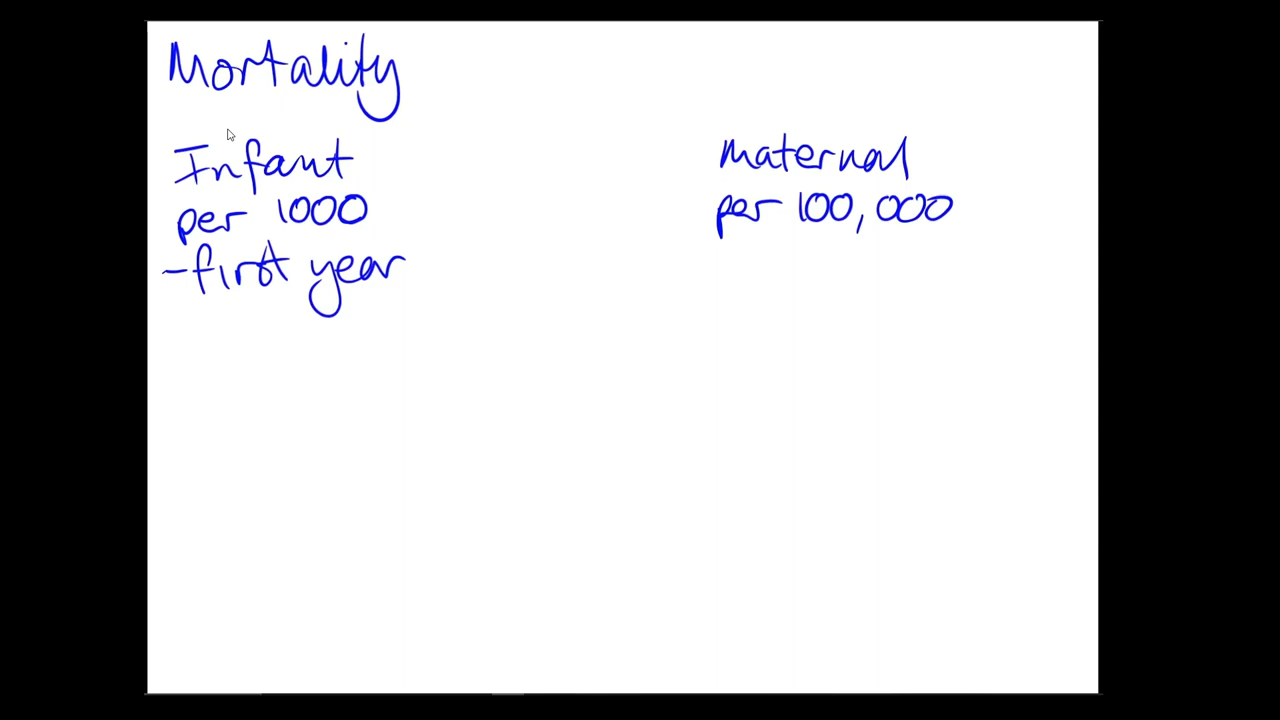 Mortality
Infant
per 1000
-first year
Maternal
per 100,000